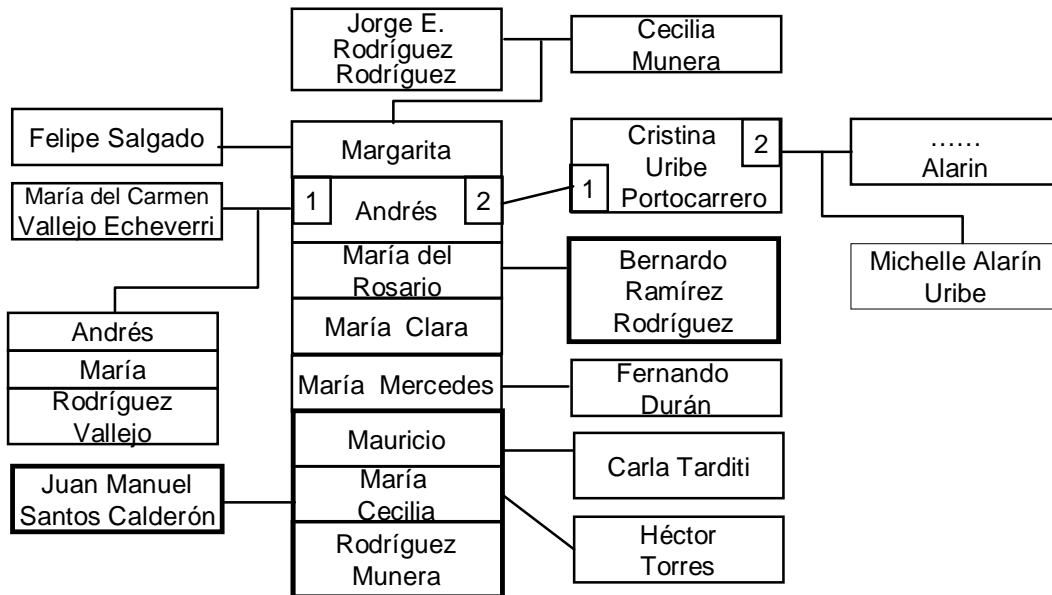 Jorge E.
Rodríguez
Rodríguez
Cecilia
Munera
Felipe Salgado
Margarita
Cristina
Uribe
Portocarrero
2
1
……
Alarin
María del Carmen
Vallejo Echeverri
1
Andrés
2
María del
Rosario
Bernardo
Ramírez
Rodríguez
Michelle Alarín
Uribe
Andrés
María
Rodríguez
Vallejo
María Clara
María Mercedes
Fernando
Durán
Mauricio
Carla Tarditi
Juan Manuel
Santos Calderón
María
Cecilia
Héctor
Torres
Rodríguez
Munera